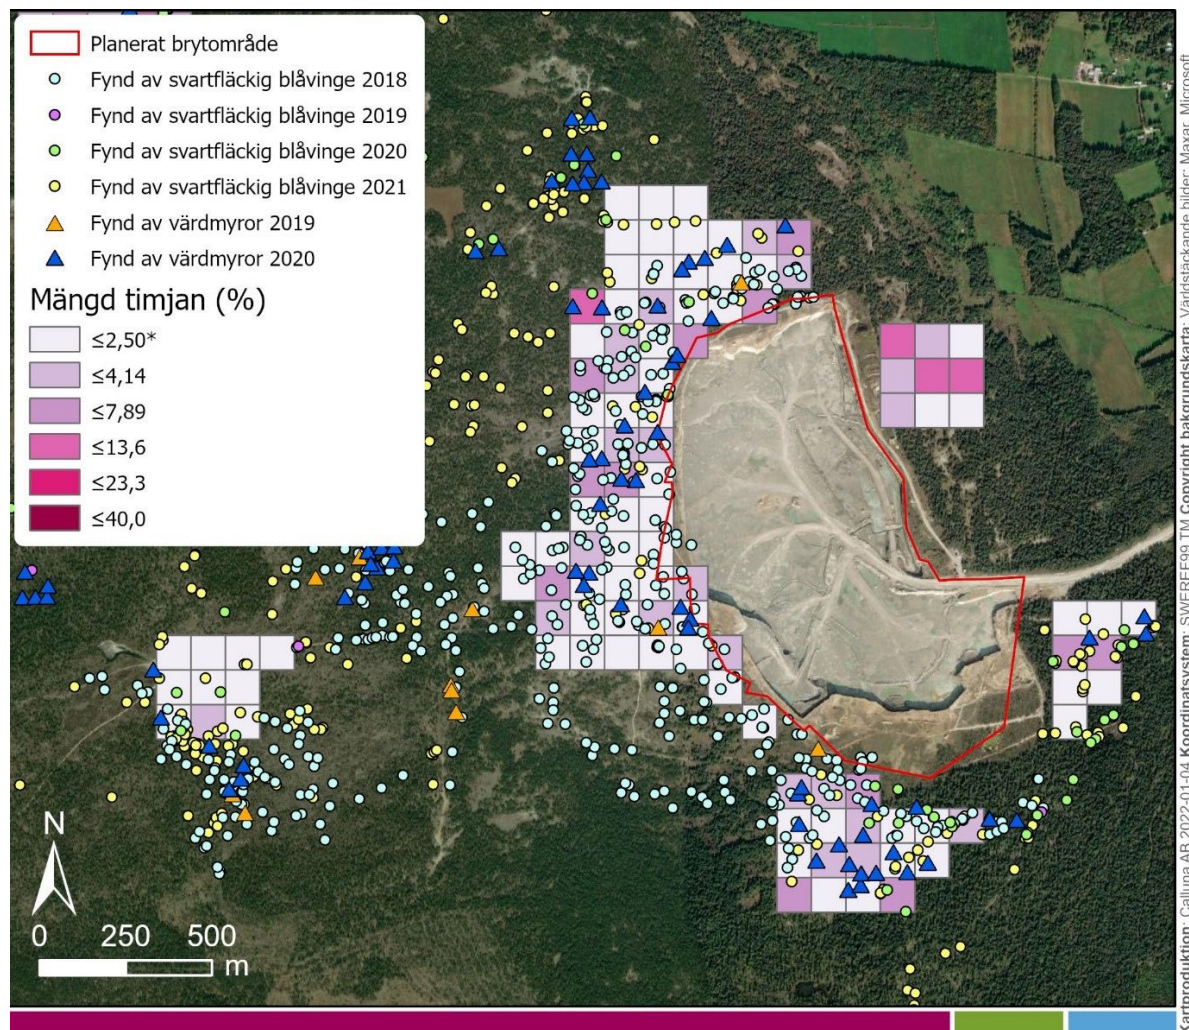 Planerat brytområde
Fynd av svartfläckig blåvinge 2018
Fynd av svartfläckig blåvinge 2019
Fynd av svartfläckig blåvinge 2020
Fynd av svartfläckig blåvinge 2021
Fynd av värdmyror 2019
Fynd av värdmyror 2020
Mängd timjan (%)
≤2,50*
≤4,14
≤7,89
≤13,6
≤23,3
≤40,0
N
0 250 500
m
Kartproduktion: Calluna AB 2022-01-04 Koordinatsystem: SWEREF99 TM Copyright bakgrundskarta: Världstäckande bilder: Maxar, Microsoft